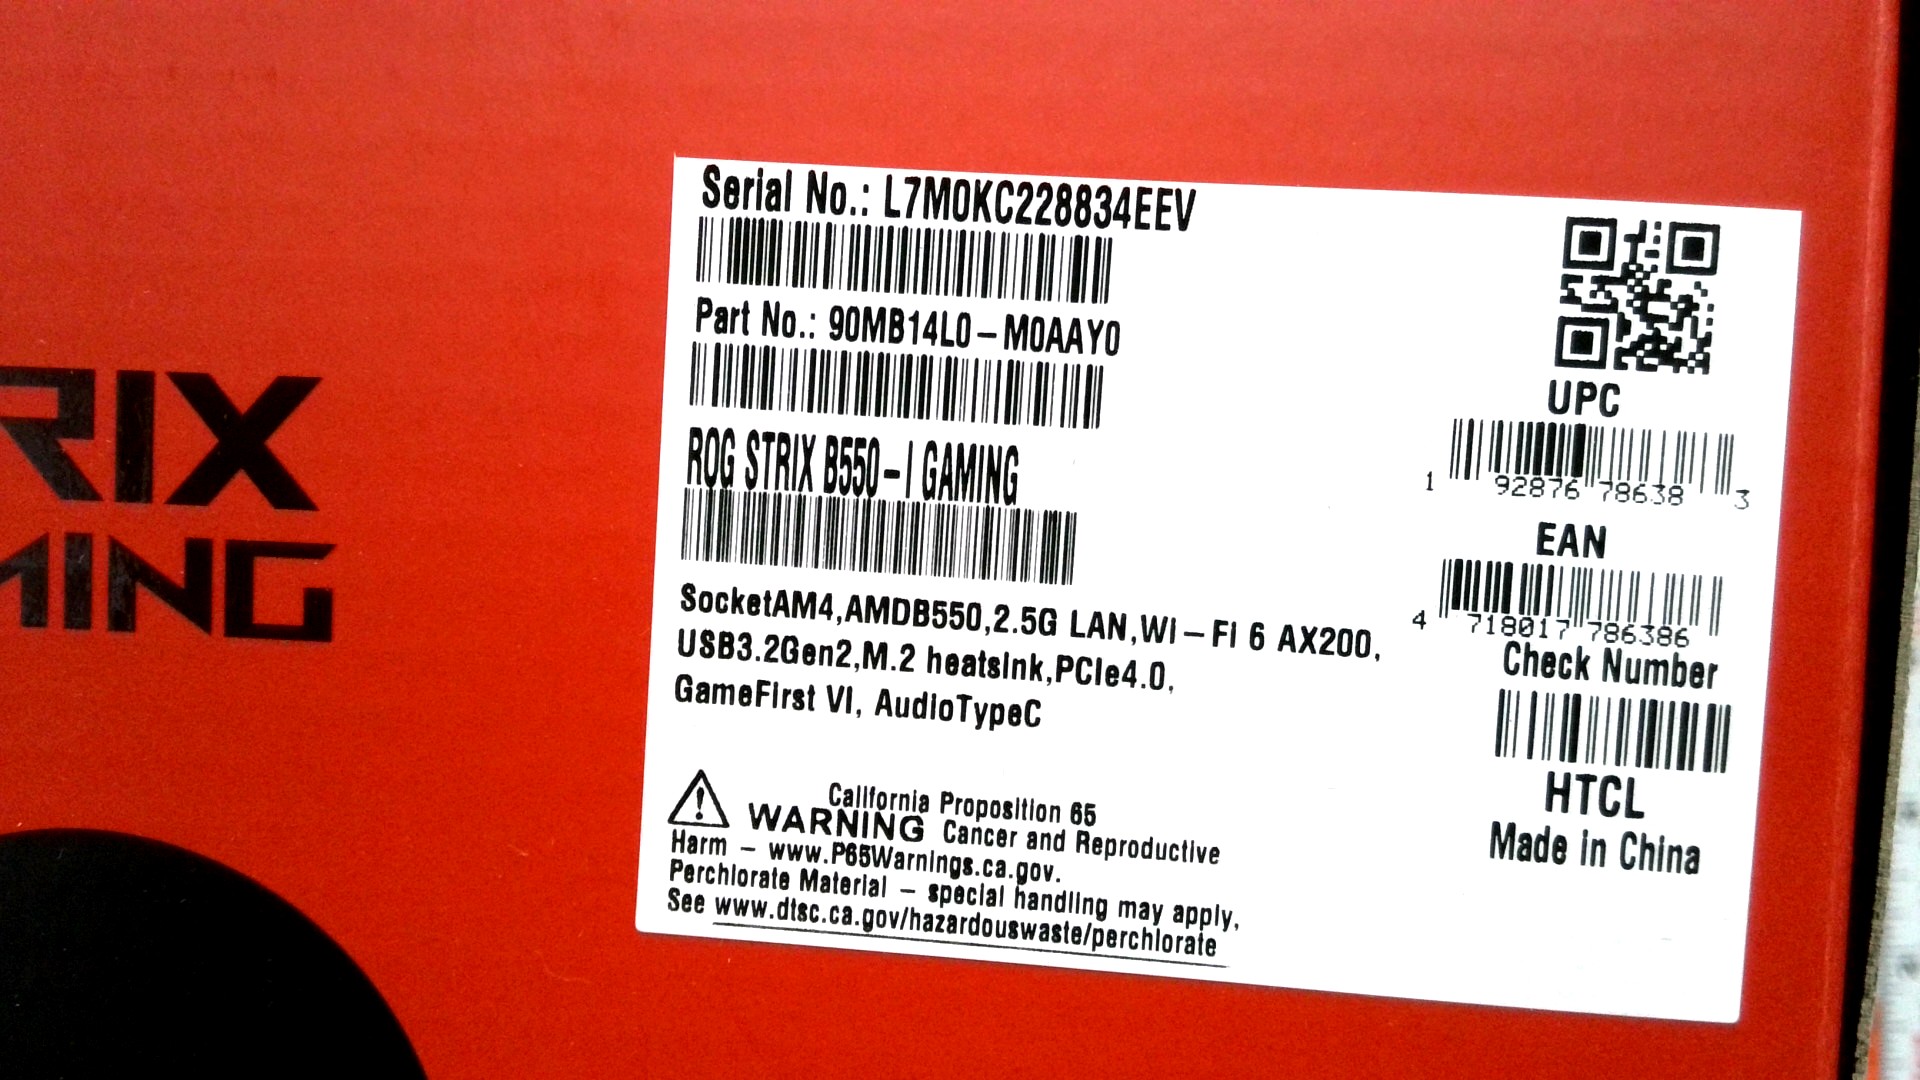 RIX
MING
Serial No.: L7M0KC228834EEV
Part No.: 90MB14L0-M0AAY0
ROG STRIX B550-I GAMING
SocketAM4,AMDB550,2.5G LAN,Wi-Fi 6 AX200,
USB3.2Gen2,M.2 heatsink,PCIe4.0,
GameFirst VI, AudioTypeC
California Proposition 65
WARNING Cancer and Reproductive
Harm - www.P65Warnings.ca.gov.
Perchlorate Material - special handling may apply,
See www.dtsc.ca.gov/hazardouswaste/perchlorate
UPC
1 92876 78638 3
EAN
4 718017 786386
Check Number
HTCL
Made in China